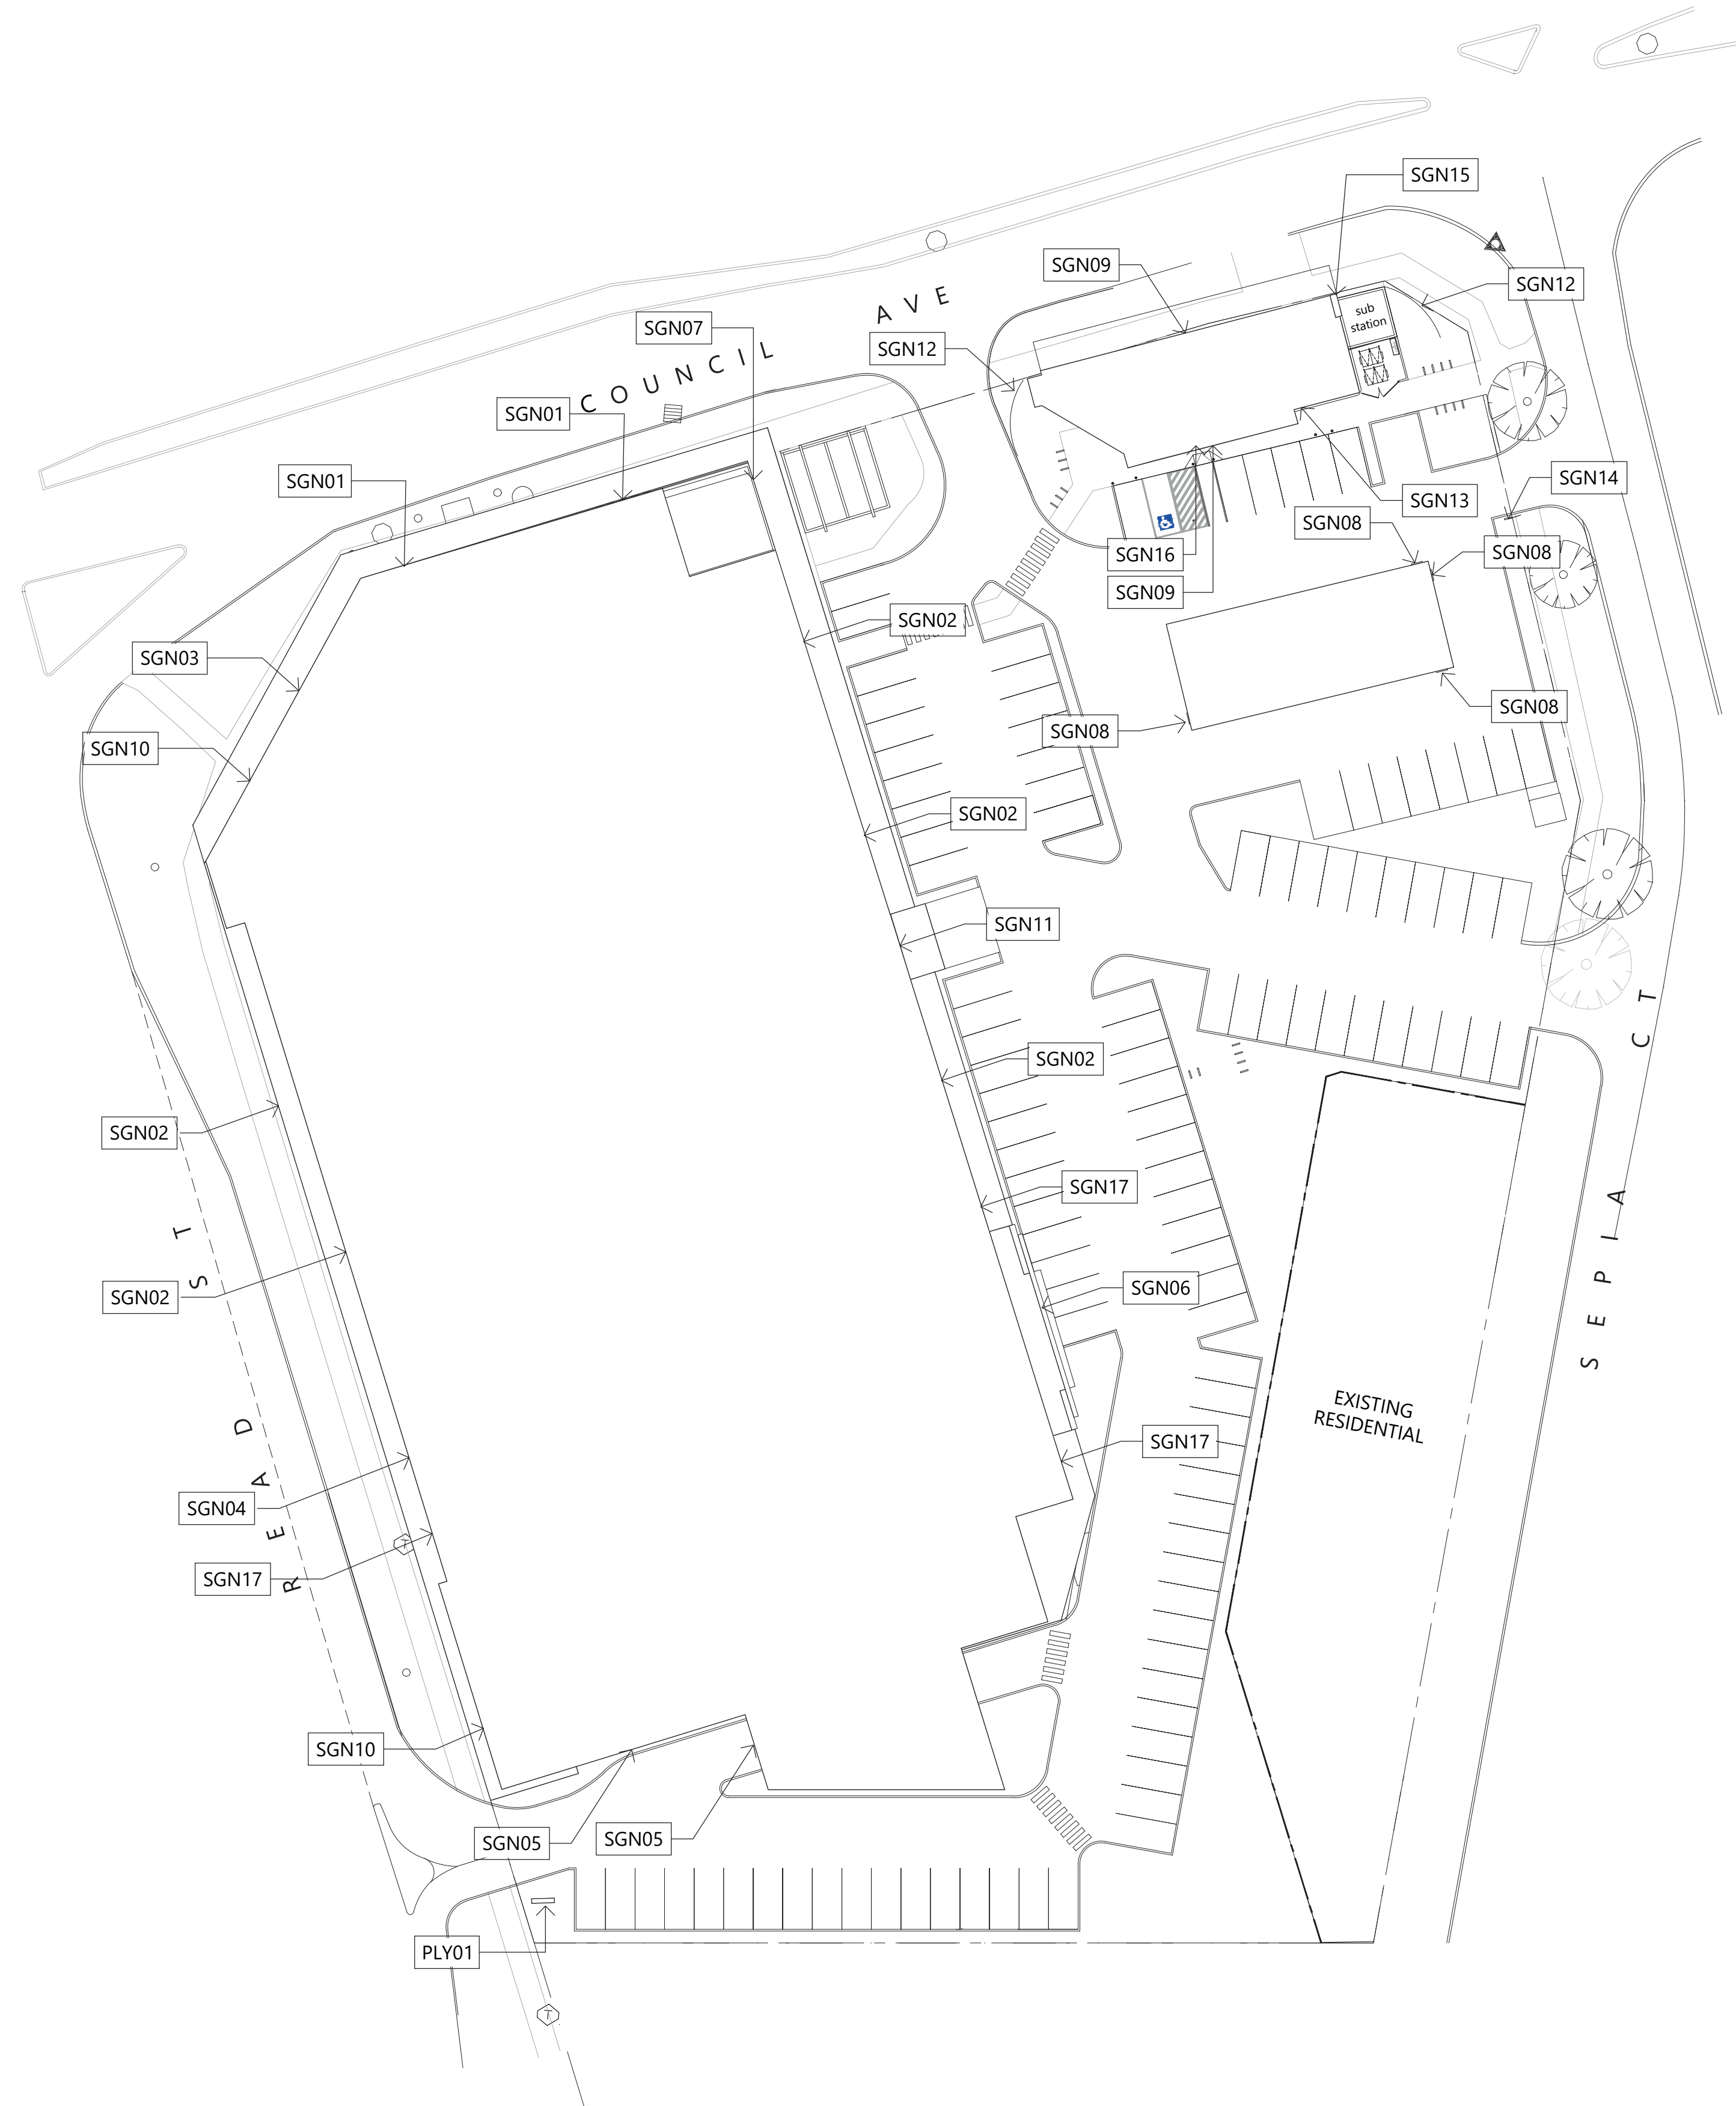 SGN15
SGN09
SGN12
sub
station
SGN07
AVE
SGN12
COUNCIL
SGN01
SGN01
SGN14
SGN13
SGN08
SGN16
SGN08
SGN09
SGN02
SGN03
SGN08
SGN08
SGN10
SGN02
SGN11
SEPIA CT
SGN02
SGN02
SGN17
READ ST
SGN06
SGN02
EXISTING
RESIDENTIAL
SGN17
SGN04
T
SGN17
SGN10
SGN05
SGN05
PLY01
T